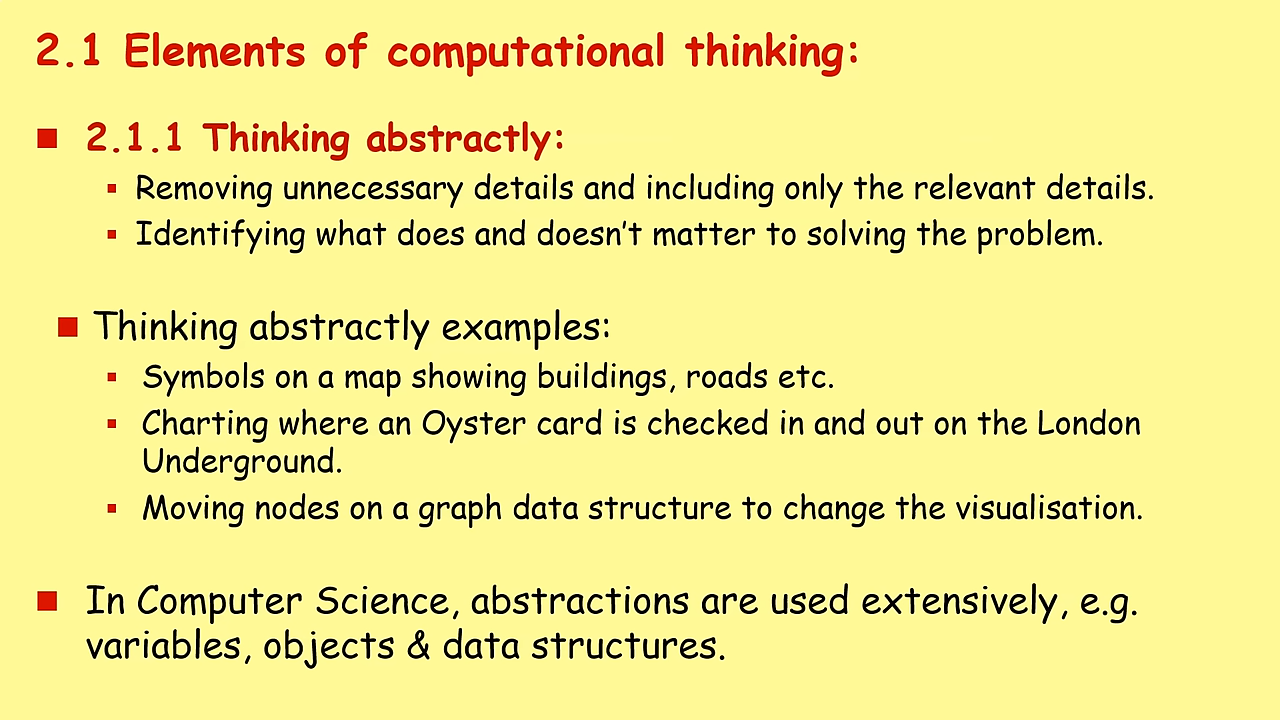 2.1 Elements of computational thinking:
2.1.1 Thinking abstractly:
Removing unnecessary details and including only the relevant details.
Identifying what does and doesn't matter to solving the problem.
Thinking abstractly examples:
Symbols on a map showing buildings, roads etc.
Charting where an Oyster card is checked in and out on the London
Underground.
Moving nodes on a graph data structure to change the visualisation.
In Computer Science, abstractions are used extensively, e.g.
variables, objects & data structures.